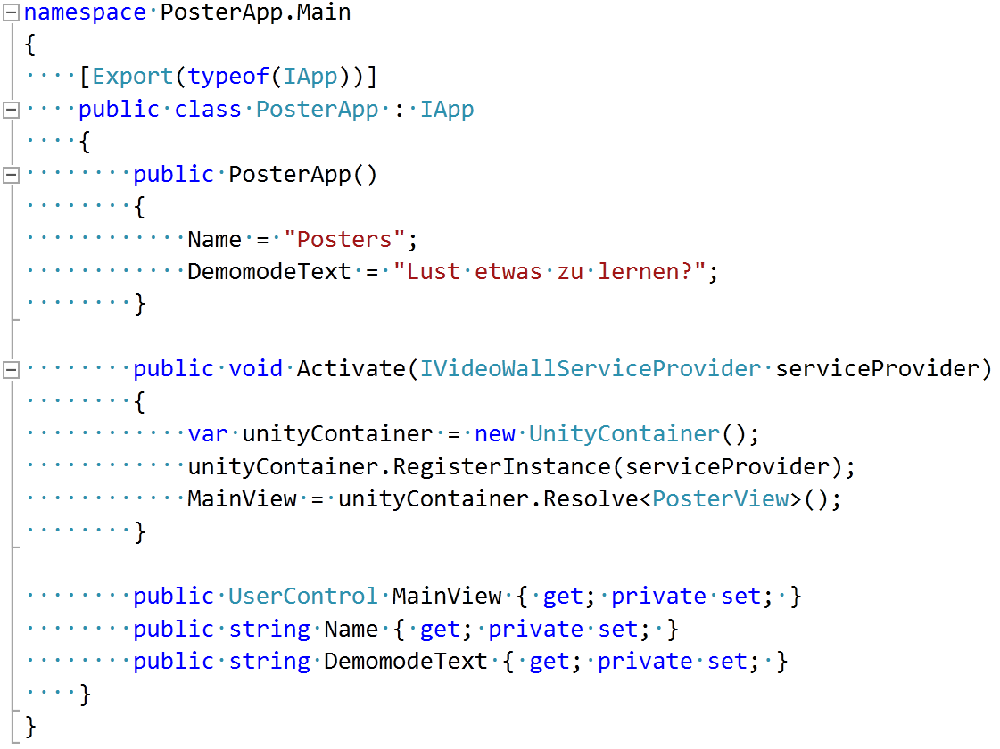 namespace PosterApp.Main
{
    [Export(typeof(IApp))]
    public class PosterApp : IApp
    {
        public PosterApp()
        {
            Name = "Posters";
            DemomodeText = "Lust etwas zu lernen?";
        }

        public void Activate(IVideoWallServiceProvider serviceProvider)
        {
            var unityContainer = new UnityContainer();
            unityContainer.RegisterInstance(serviceProvider);
            MainView = unityContainer.Resolve<PosterView>();
        }

        public UserControl MainView { get; private set; }
        public string Name { get; private set; }
        public string DemomodeText { get; private set; }
    }
}